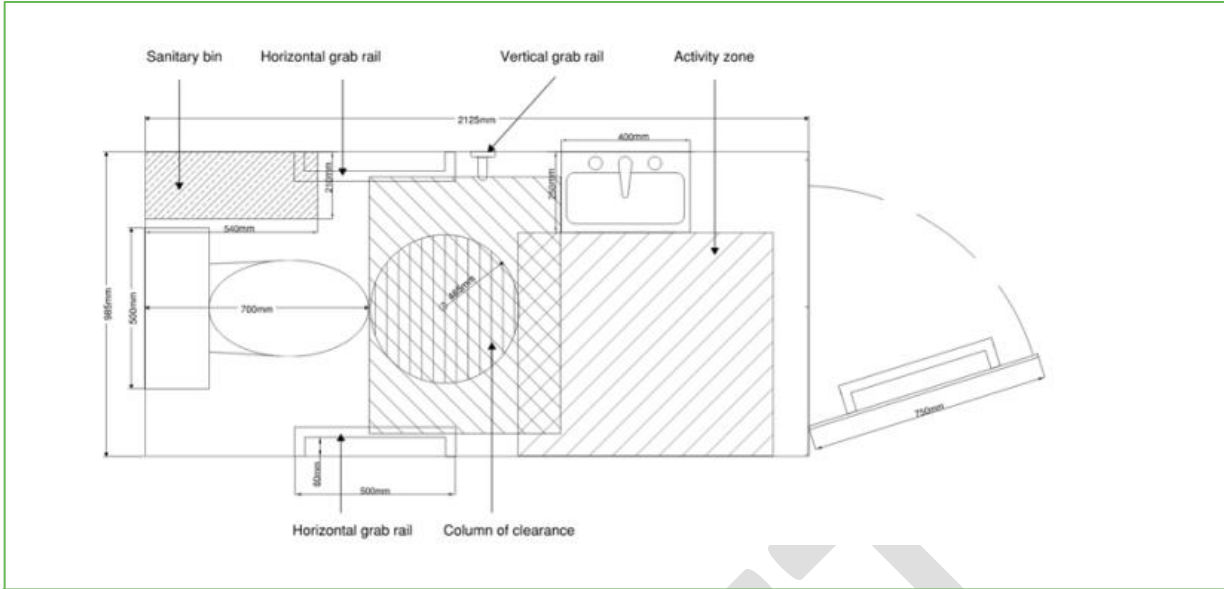 Sanitary bin
Horizontal grab rail
Vertical grab rail
Activity zone
2125mm
400mm
210mm
250mm
540mm
985mm
500mm
700mm
465mm
750mm
60mm
500mm
Horizontal grab rail
Column of clearance